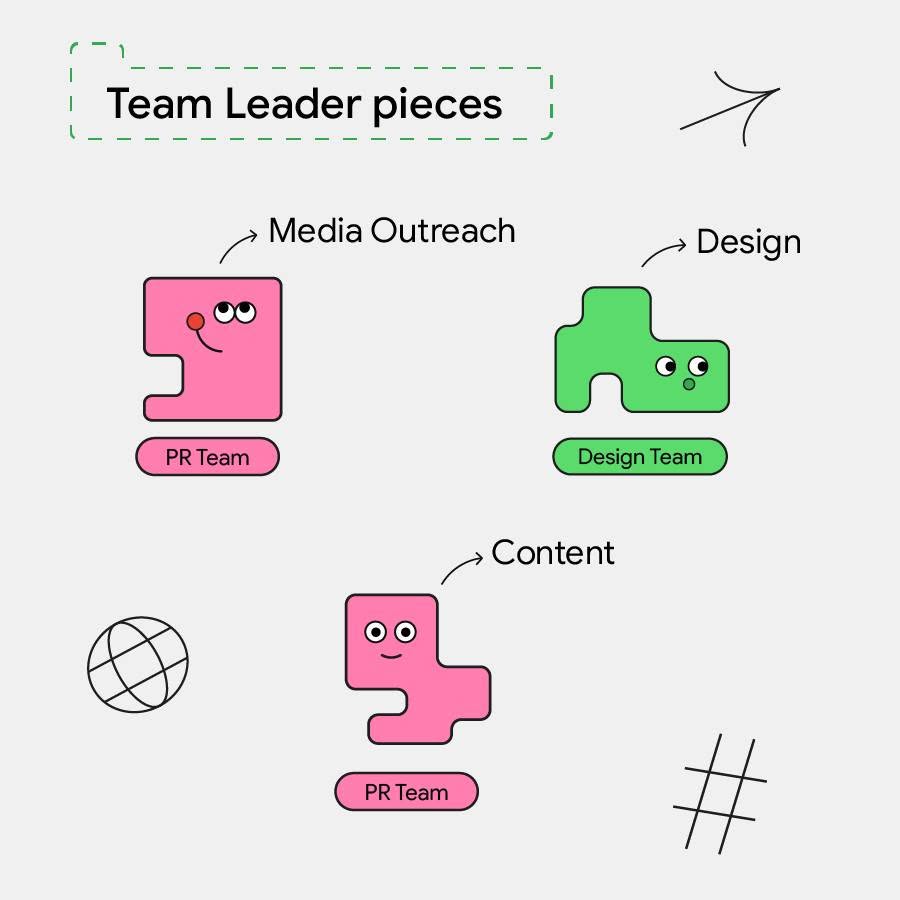 Team Leader pieces
Media Outreach
Design
PR Team
Design Team
Content
PR Team